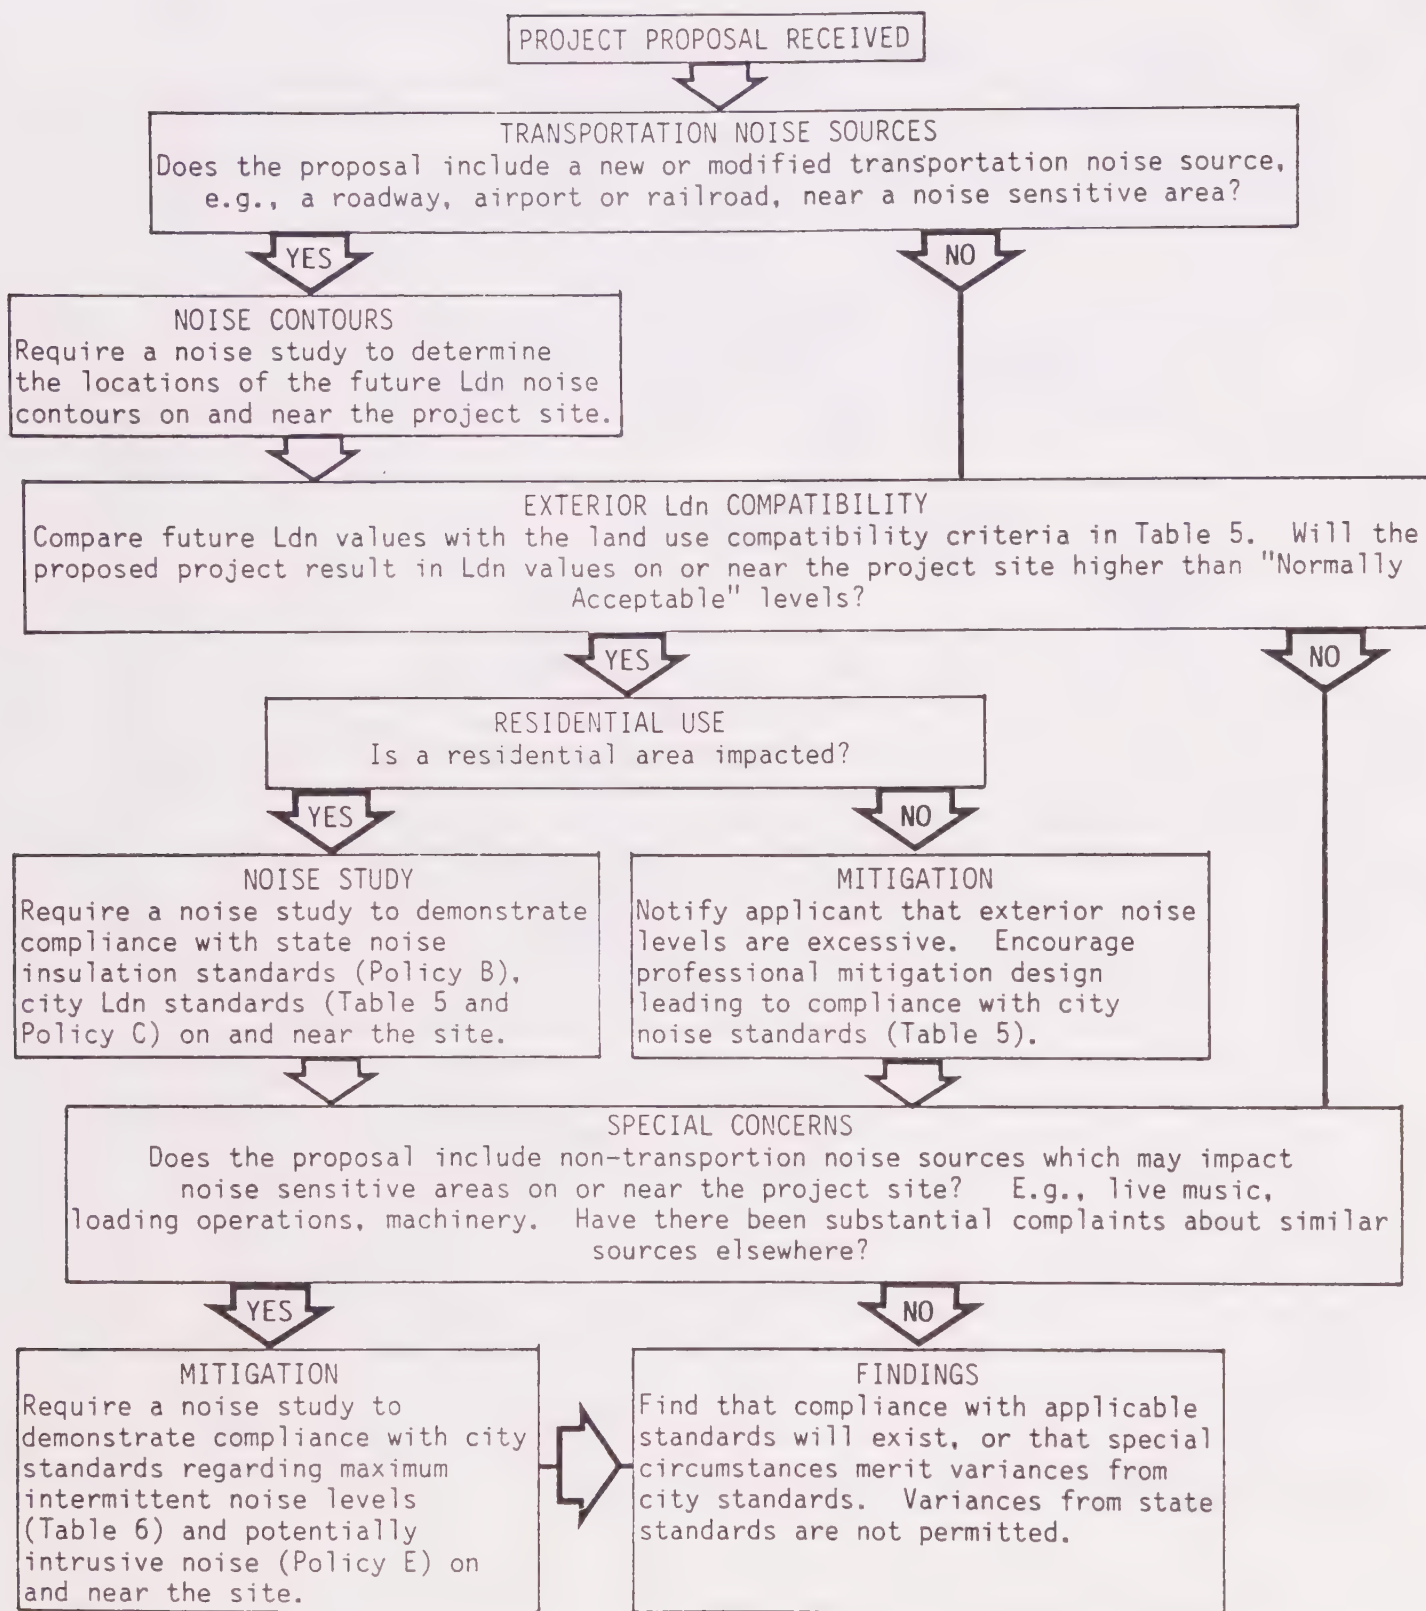 PROJECT PROPOSAL RECEIVED
TRANSPORTATION NOISE SOURCES
Does the proposal include a new or modified transportation noise source,
e.g., a roadway, airport or railroad, near a noise sensitive area?
YES
NO
NOISE CONTOURS
Require a noise study to determine
the locations of the future Ldn noise
contours on and near the project site.
EXTERIOR Ldn COMPATIBILITY
Compare future Ldn values with the land use compatibility criteria in Table 5. Will the
proposed project result in Ldn values on or near the project site higher than "Normally
Acceptable" levels?
YES
NO
RESIDENTIAL USE
Is a residential area impacted?
YES
NO
NOISE STUDY
Require a noise study to demonstrate
compliance with state noise
insulation standards (Policy B),
city Ldn standards (Table 5 and
Policy C) on and near the site.
MITIGATION
Notify applicant that exterior noise
levels are excessive. Encourage
professional mitigation design
leading to compliance with city
noise standards (Table 5).
SPECIAL CONCERNS
Does the proposal include non-transportion noise sources which may impact
noise sensitive areas on or near the project site? E.g., live music,
loading operations, machinery. Have there been substantial complaints about similar
sources elsewhere?
YES
NO
MITIGATION
Require a noise study to
demonstrate compliance with city
standards regarding maximum
intermittent noise levels
(Table 6) and potentially
intrusive noise (Policy E) on
and near the site.
FINDINGS
Find that compliance with applicable
standards will exist, or that special
circumstances merit variances from
city standards. Variances from state
standards are not permitted.